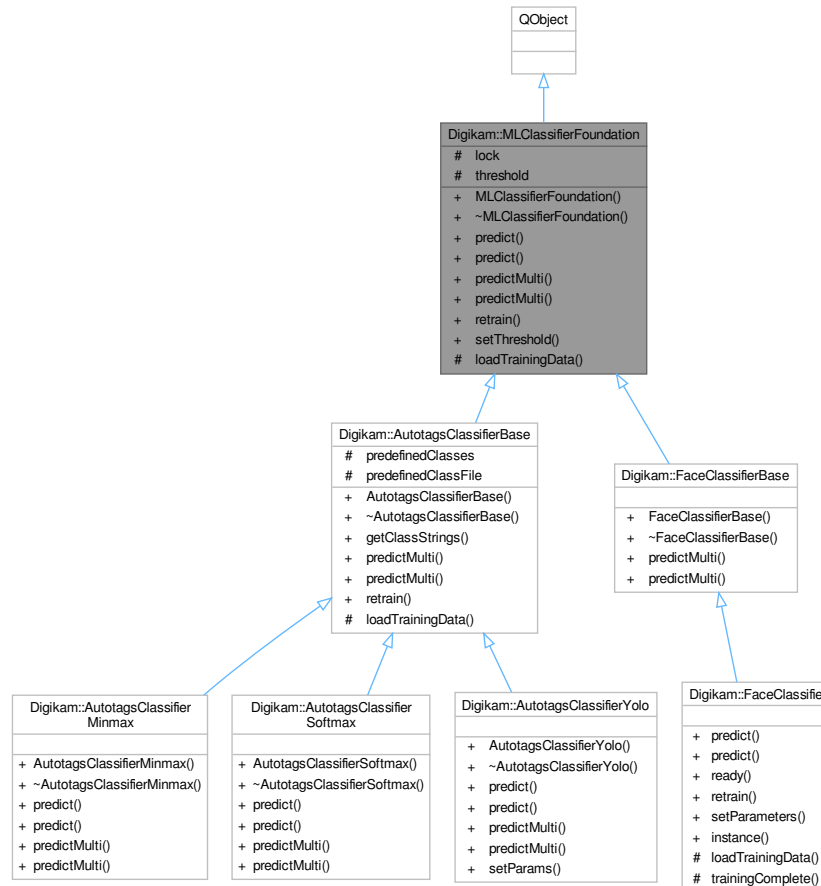 QObject
Digikam::MLClassifierFoundation
# lock
# threshold
+ MLClassifierFoundation()
+ ~MLClassifierFoundation()
+ predict()
+ predict()
+ predictMulti()
+ predictMulti()
+ retrain()
+ setThreshold()
# loadTrainingData()
Digikam::AutotagsClassifierBase
# predefinedClasses
# predefinedClassFile
+ AutotagsClassifierBase()
+ ~AutotagsClassifierBase()
+ getClassStrings()
+ predictMulti()
+ predictMulti()
+ retrain()
# loadTrainingData()
Digikam::FaceClassifierBase
+ FaceClassifierBase()
+ ~FaceClassifierBase()
+ predictMulti()
+ predictMulti()
Digikam::AutotagsClassifier
Minmax
+ AutotagsClassifierMinmax()
+ ~AutotagsClassifierMinmax()
+ predict()
+ predict()
+ predictMulti()
+ predictMulti()
Digikam::AutotagsClassifier
Softmax
+ AutotagsClassifierSoftmax()
+ ~AutotagsClassifierSoftmax()
+ predict()
+ predict()
+ predictMulti()
+ predictMulti()
Digikam::AutotagsClassifierYolo
+ AutotagsClassifierYolo()
+ ~AutotagsClassifierYolo()
+ predict()
+ predict()
+ predictMulti()
+ predictMulti()
+ setParams()
Digikam::FaceClassifier
+ predict()
+ predict()
+ ready()
+ retrain()
+ setParameters()
+ instance()
# loadTrainingData()
# trainingComplete()